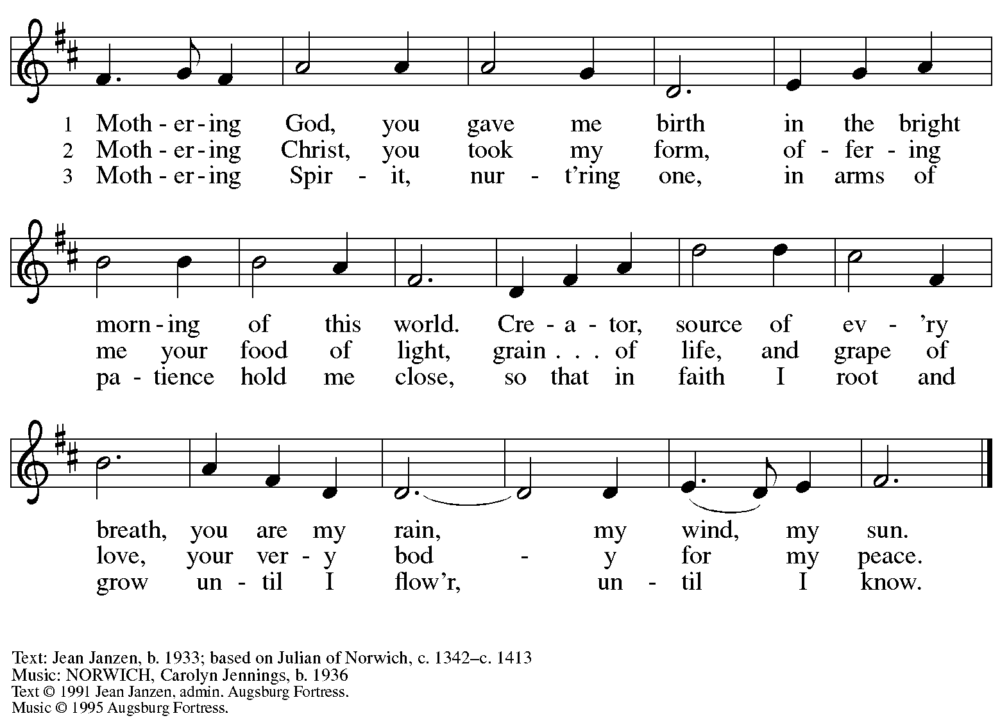 1 Moth - er - ing God, you gave me birth in the bright
2 Moth - er - ing Christ, you took my form, of - fer - ing
3 Moth - er - ing Spir - it, nur - t'ring one, in arms of
morn - ing of this world. Cre - a - tor, source of ev - 'ry
me your food of light, grain . . . of life, and grape of
pa - tience hold me close, so that in faith I root and
breath, you are my rain, my wind, my sun.
love, your ver - y bod - y for my peace.
grow un - til I flow'r, un - til I know.
Text: Jean Janzen, b. 1933; based on Julian of Norwich, c. 1342–c. 1413
Music: NORWICH, Carolyn Jennings, b. 1936
Text © 1991 Jean Janzen, admin. Augsburg Fortress.
Music © 1995 Augsburg Fortress.